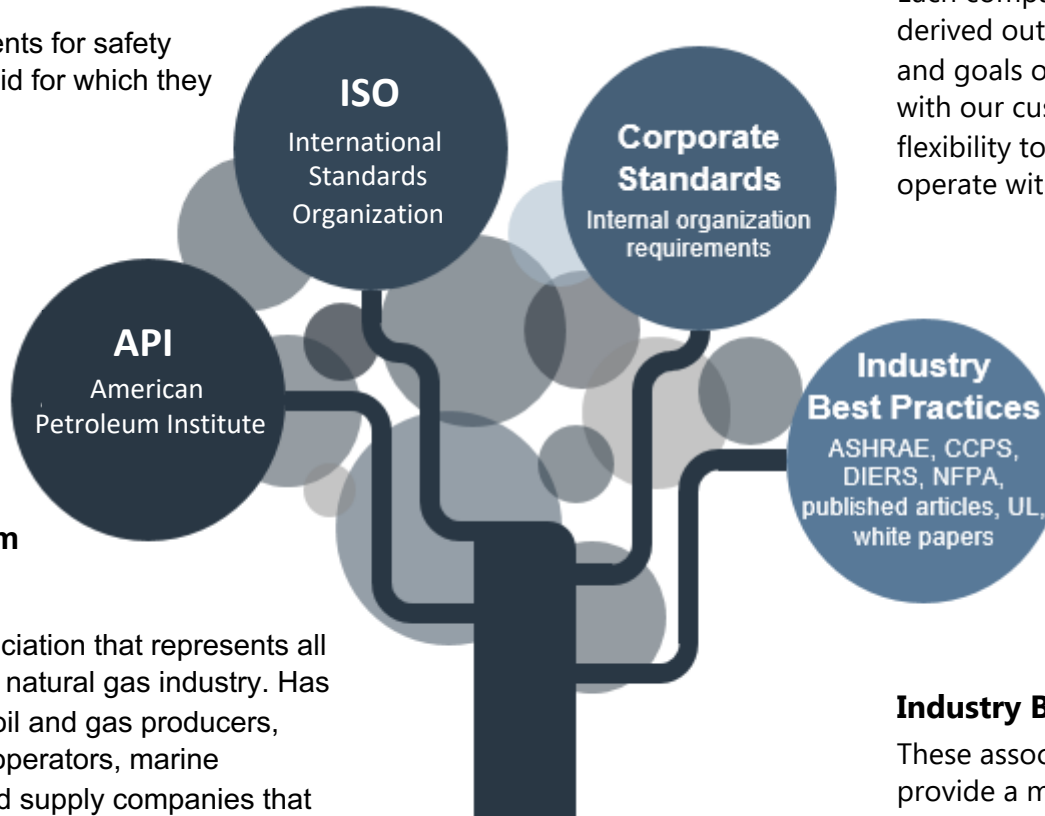 ents for safety
id for which they
derived out
and goals o
with our cus
flexibility to
operate wit
ISO
International
Standards
Organization
Corporate
Standards
Internal organization
requirements
API
American
Petroleum Institute
Industry
Best Practices
ASHRAE, CCPS,
DIERS, NFPA,
published articles, UL,
white papers
m
ciation that represents all
natural gas industry. Has
oil and gas producers,
operators, marine
d supply companies that
Industry B
These assoc
provide a m